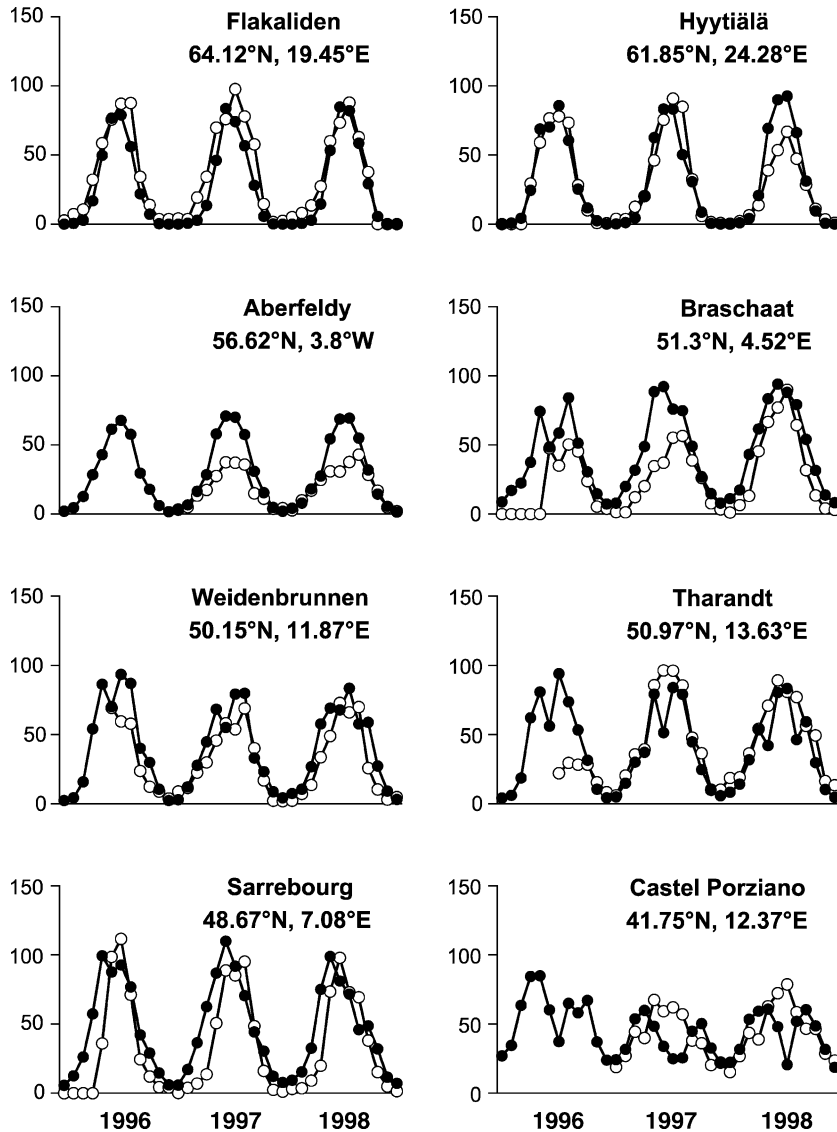 Flakaliden
64.12°N, 19.45°E
150
100
50
0
Hyytiälä
61.85°N, 24.28°E
150
100
50
0
Aberfeldy
56.62°N, 3.8°W
150
100
50
0
Braschaat
51.3°N, 4.52°E
150
100
50
0
Weidenbrunnen
50.15°N, 11.87°E
150
100
50
0
Tharandt
50.97°N, 13.63°E
150
100
50
0
Sarrebourg
48.67°N, 7.08°E
150
100
50
0
1996 1997 1998
Castel Porziano
41.75°N, 12.37°E
150
100
50
0
1996 1997 1998